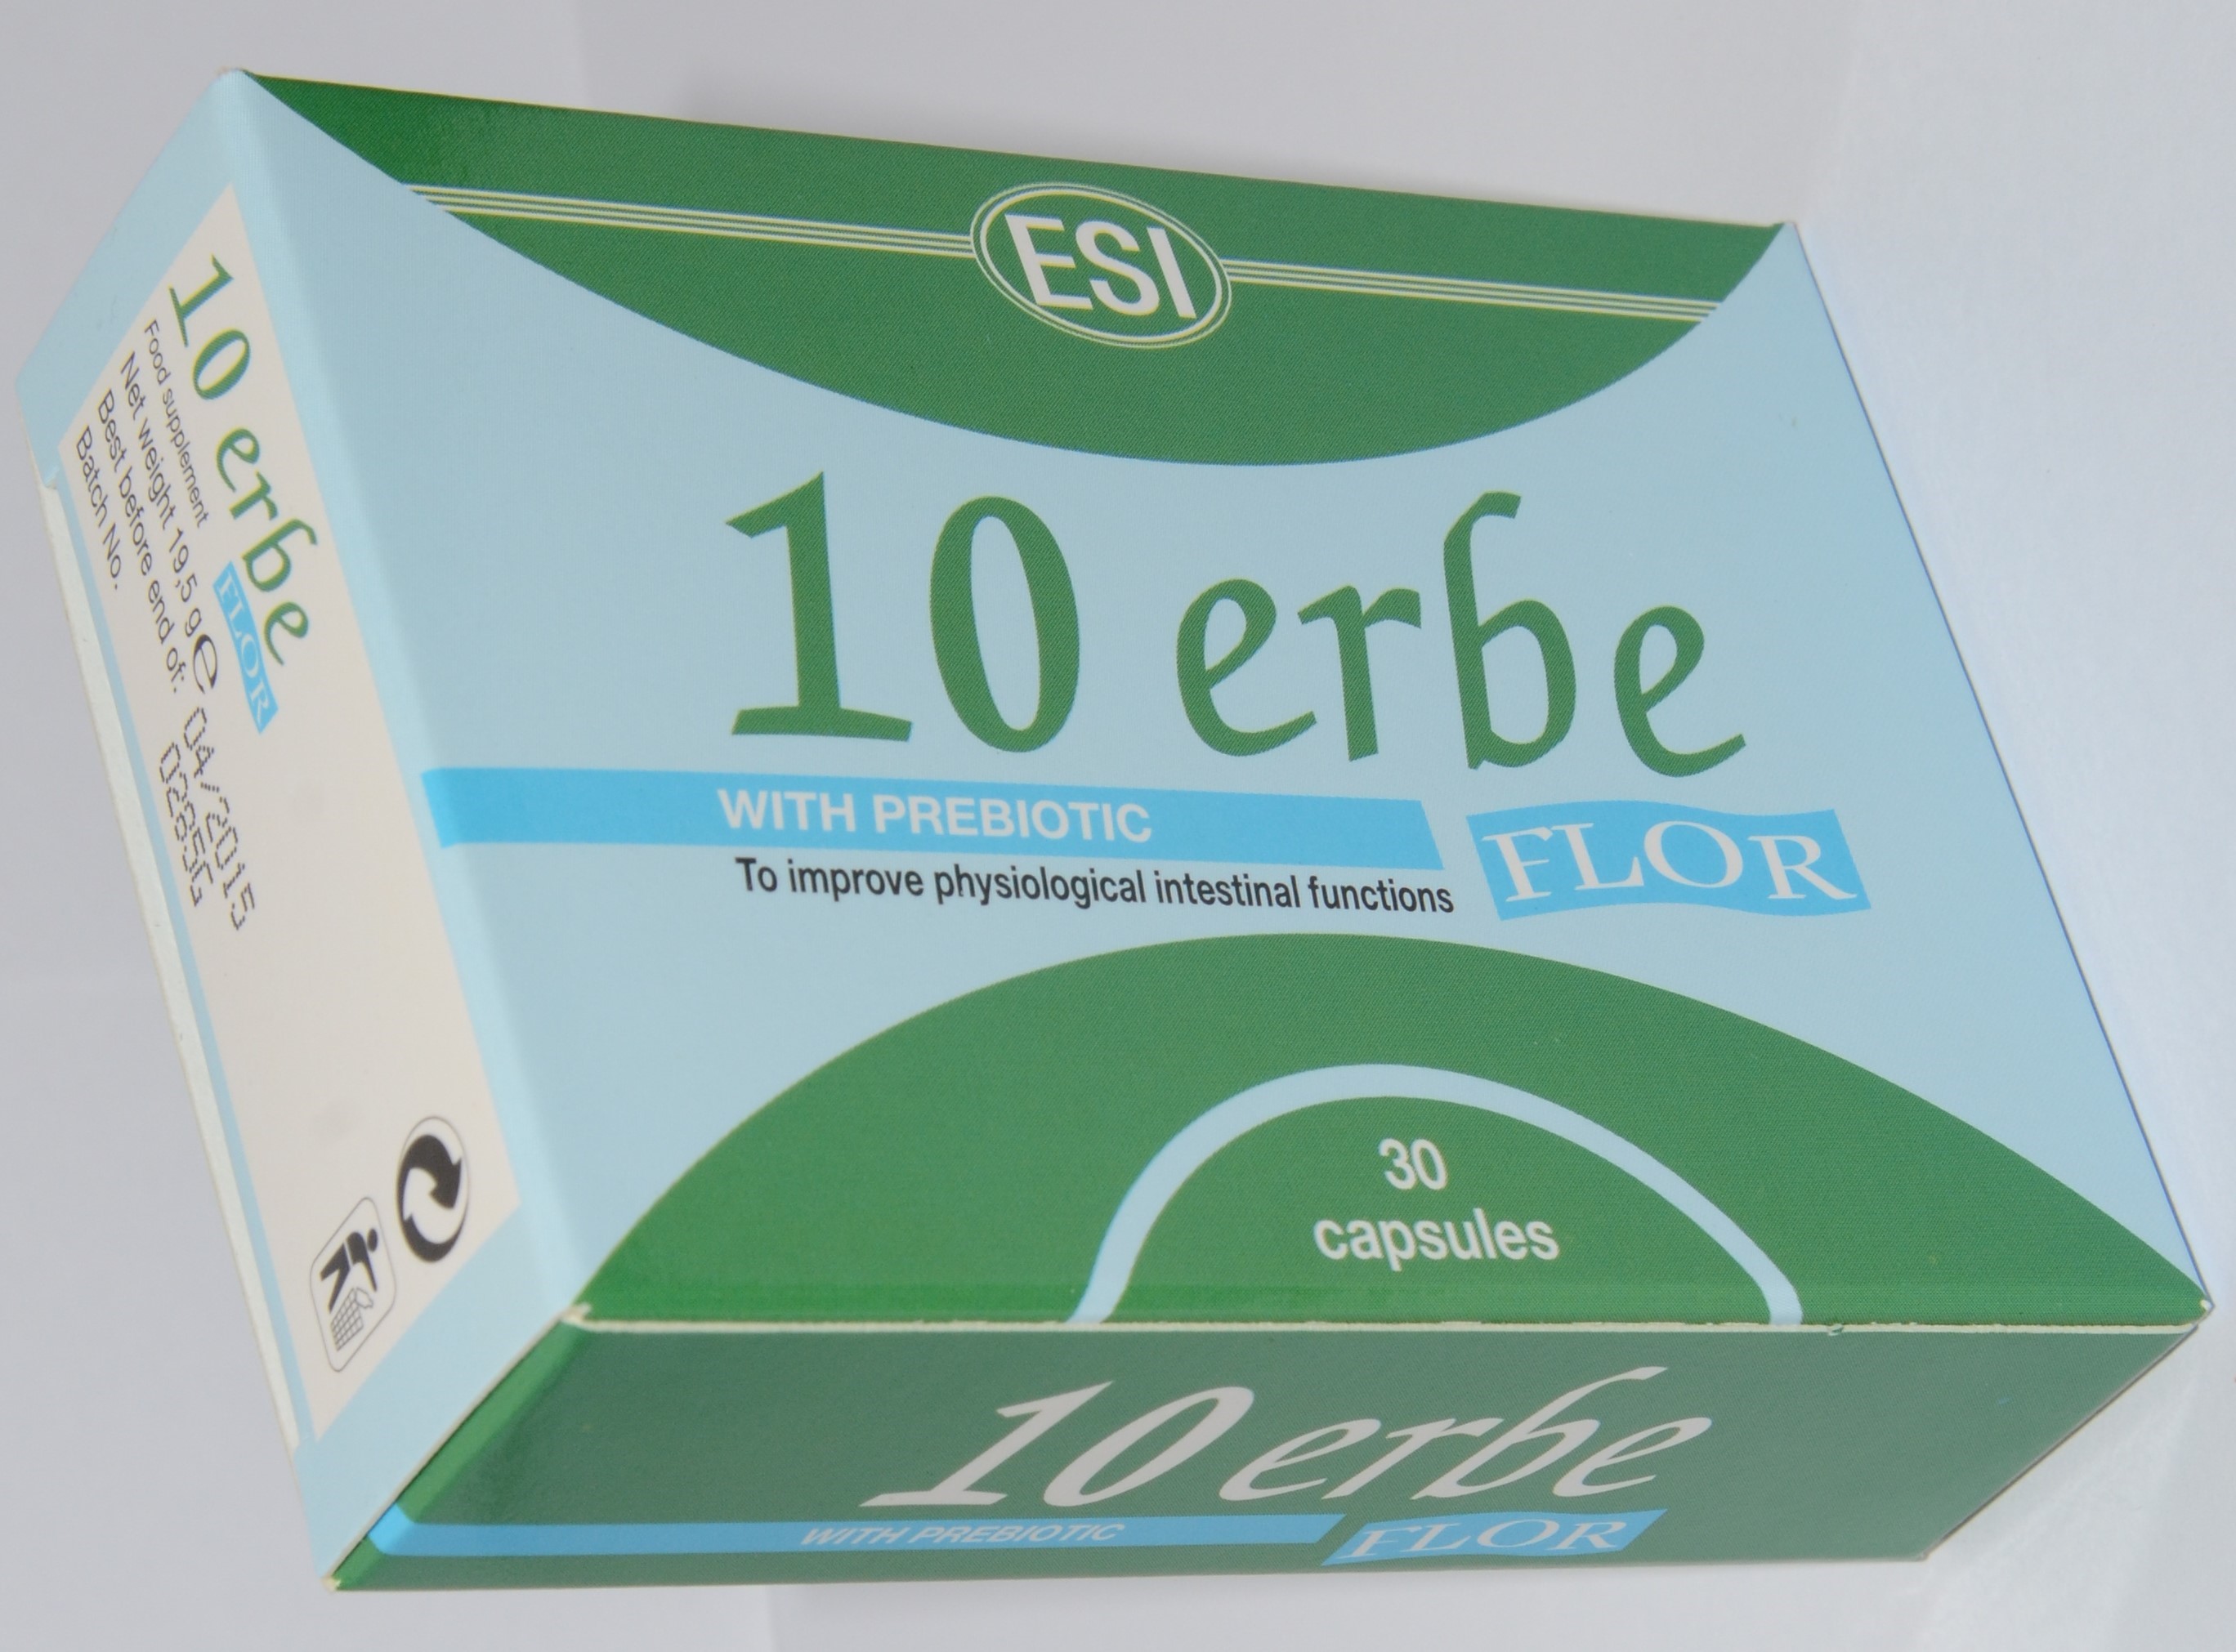 ESI
10 erbe
WITH PREBIOTIC
FLOR
To improve physiological intestinal functions
30
capsules
10 erbe
WITH PREBIOTIC
FLOR
10 erbe
FLOR
Food supplement
Net weight 19,5 g e
Best before end of: 04/2015
Batch No. 0285G